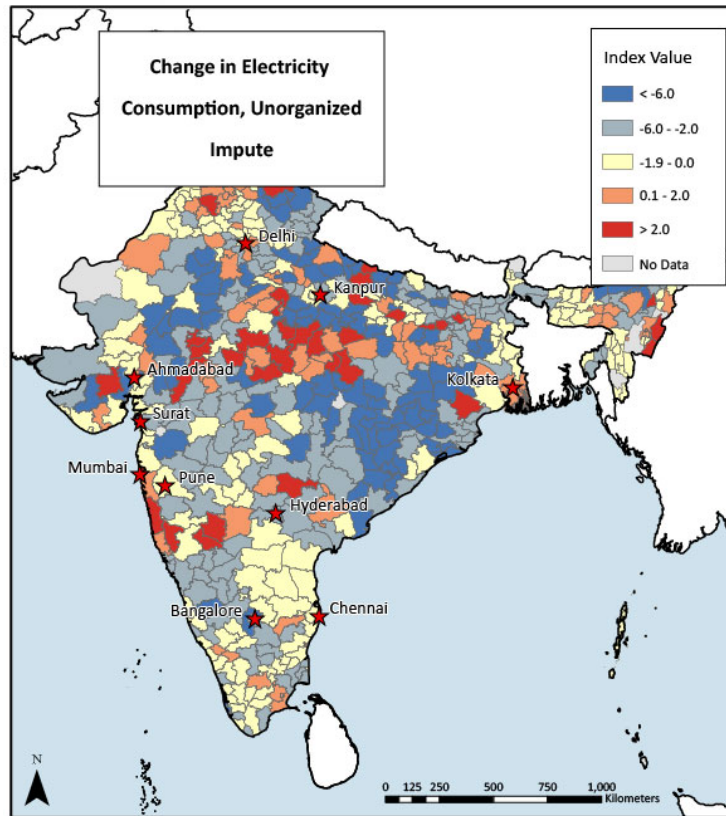 Change in Electricity
Consumption, Unorganized
Impute
Index Value
< -6.0
-6.0 - -2.0
-1.9 - 0.0
0.1 - 2.0
> 2.0
No Data
Delhi
Kanpur
Ahmadabad
Kolkata
Surat
Mumbai
Pune
Hyderabad
Bangalore
Chennai
N
0 125 250 500 750 1,000
Kilometers